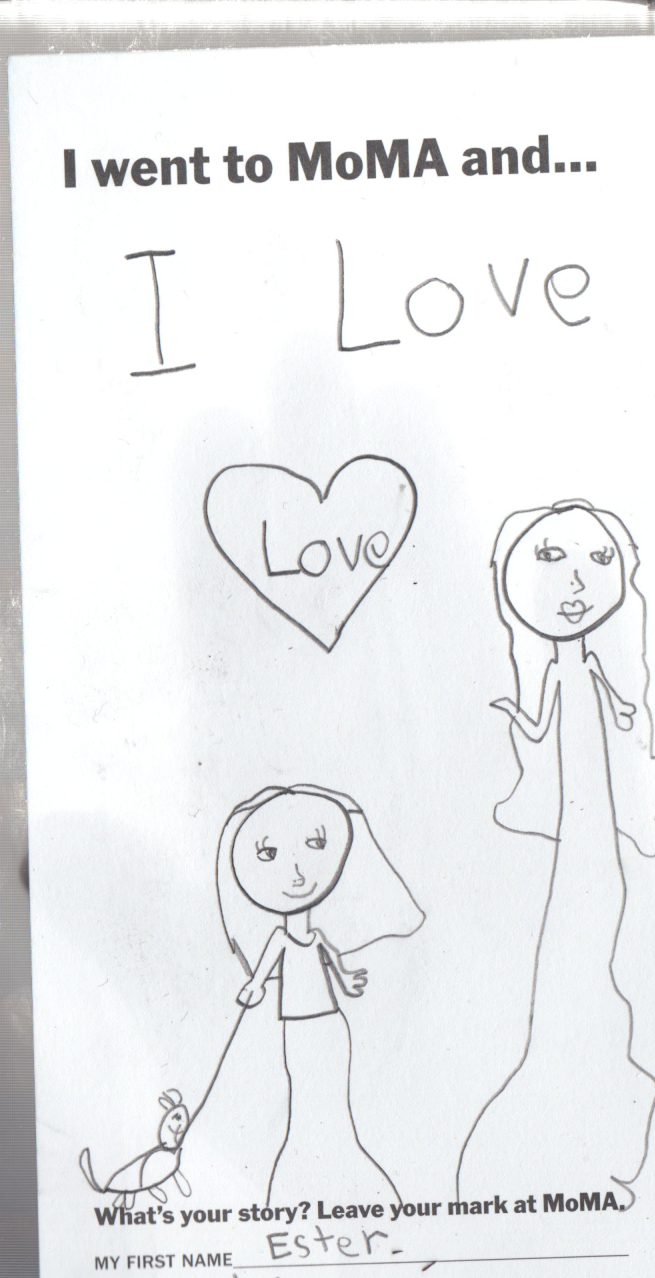 I went to MoMA and...
I Love
Love
What's your story? Leave your mark at MoMA.
MY FIRST NAME Ester.